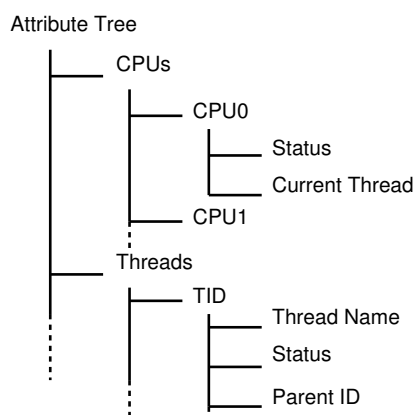 Attribute Tree
CPUs
CPU0
Status
Current Thread
CPU1
Threads
TID
Thread Name
Status
Parent ID